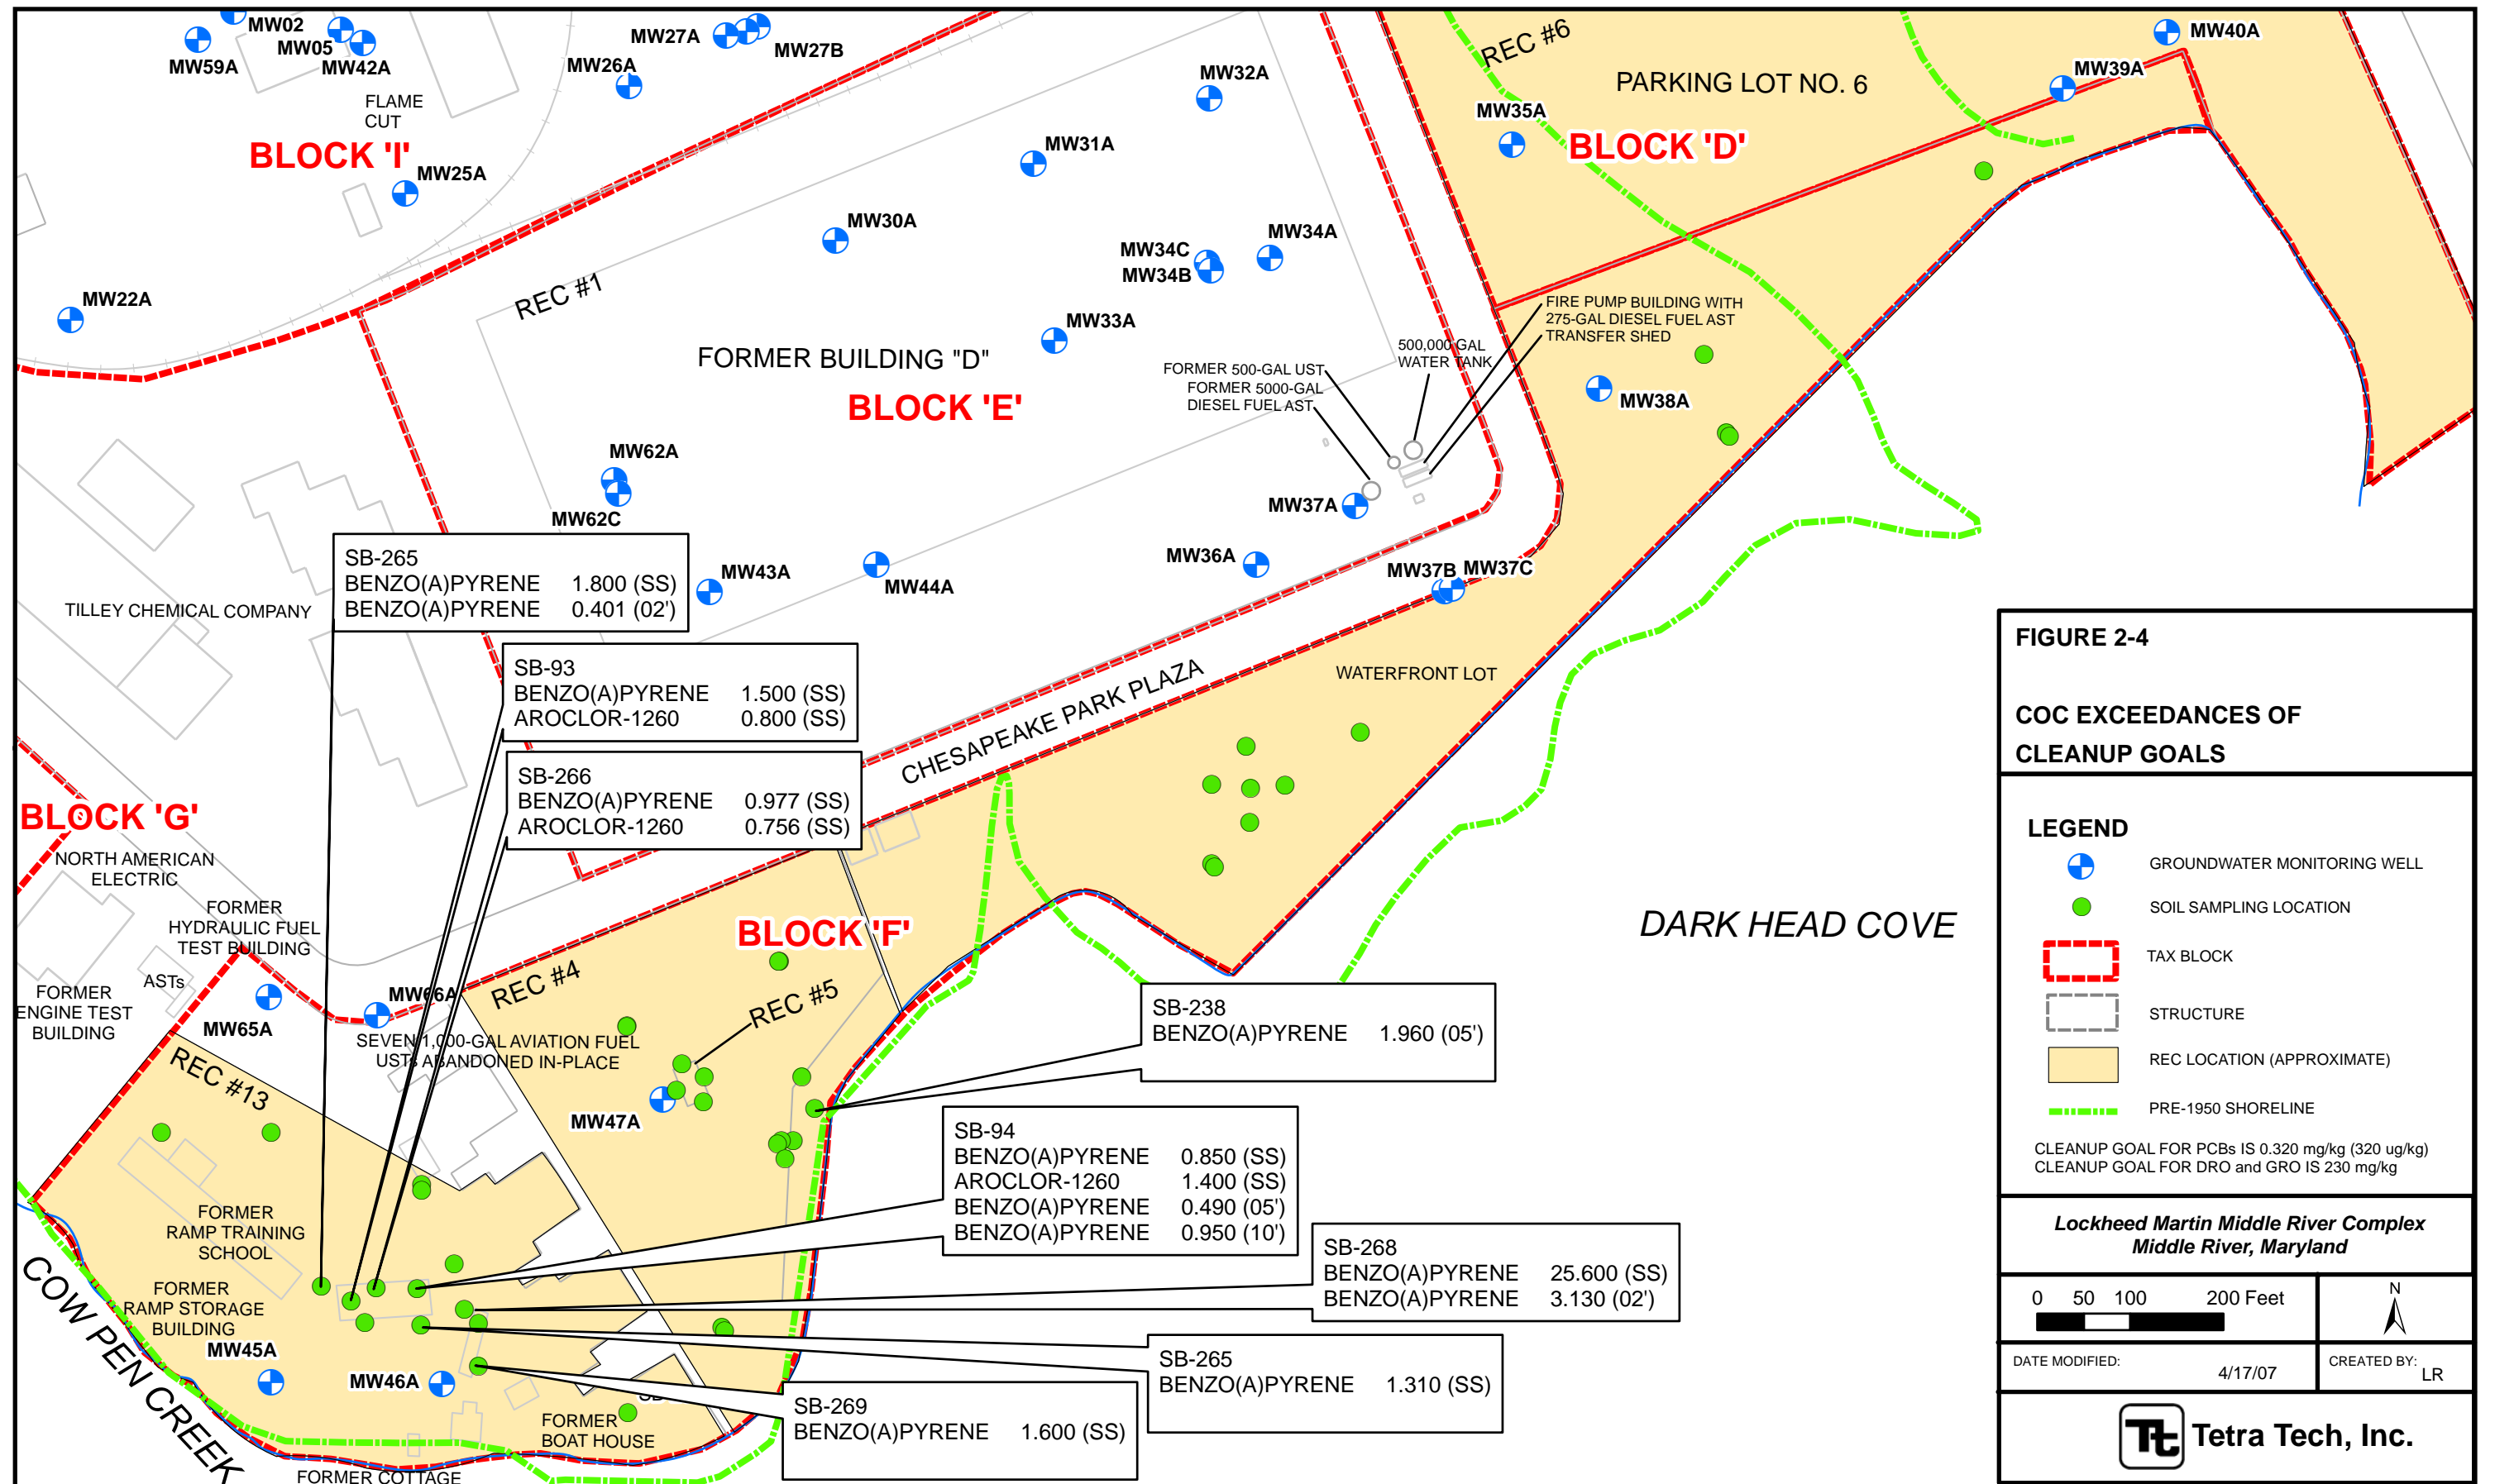 MW02
MW05
MW59A
MW42A
FLAME
CUT
BLOCK 'I'
MW25A
MW22A
MW26A
MW27A
MW27B
MW32A
MW31A
MW30A
MW34C
MW34B
MW34A
MW33A
REC #1
FORMER BUILDING "D"
BLOCK 'E'
REC #6
PARKING LOT NO. 6
MW35A
BLOCK 'D'
MW39A
MW40A
FIRE PUMP BUILDING WITH
275-GAL DIESEL FUEL AST
TRANSFER SHED
500,000 GAL
WATER TANK
FORMER 500-GAL UST
FORMER 5000-GAL
DIESEL FUEL AST
MW38A
MW62A
MW62C
MW37A
MW43A
MW44A
MW36A
MW37B
MW37C
TILLEY CHEMICAL COMPANY
SB-265
BENZO(A)PYRENE 1.800 (SS)
BENZO(A)PYRENE 0.401 (02')
SB-93
BENZO(A)PYRENE 1.500 (SS)
AROCLOR-1260 0.800 (SS)
SB-266
BENZO(A)PYRENE 0.977 (SS)
AROCLOR-1260 0.756 (SS)
CHESAPEAKE PARK PLAZA
WATERFRONT LOT
BLOCK 'G'
NORTH AMERICAN
ELECTRIC
FORMER
HYDRAULIC FUEL
TEST BUILDING
ASTs
FORMER
ENGINE TEST
BUILDING
MW65A
MW66A
BLOCK 'F'
REC #4
REC #5
SEVEN 1,000-GAL AVIATION FUEL
USTs ABANDONED IN-PLACE
MW47A
DARK HEAD COVE
SB-238
BENZO(A)PYRENE 1.960 (05')
REC #13
FORMER
RAMP TRAINING
SCHOOL
FORMER
RAMP STORAGE
BUILDING
MW45A
MW46A
COW PEN CREEK
FORMER
BOAT HOUSE
FORMER COTTAGE
SB-94
BENZO(A)PYRENE 0.850 (SS)
AROCLOR-1260 1.400 (SS)
BENZO(A)PYRENE 0.490 (05')
BENZO(A)PYRENE 0.950 (10')
SB-268
BENZO(A)PYRENE 25.600 (SS)
BENZO(A)PYRENE 3.130 (02')
SB-265
BENZO(A)PYRENE 1.310 (SS)
SB-269
BENZO(A)PYRENE 1.600 (SS)
FIGURE 2-4
COC EXCEEDANCES OF
CLEANUP GOALS
LEGEND
GROUNDWATER MONITORING WELL
SOIL SAMPLING LOCATION
TAX BLOCK
STRUCTURE
REC LOCATION (APPROXIMATE)
PRE-1950 SHORELINE
CLEANUP GOAL FOR PCBs IS 0.320 mg/kg (320 ug/kg)
CLEANUP GOAL FOR DRO and GRO IS 230 mg/kg
Lockheed Martin Middle River Complex
Middle River, Maryland
0 50 100 200 Feet
N
DATE MODIFIED: 4/17/07
CREATED BY: LR
Tt Tetra Tech, Inc.